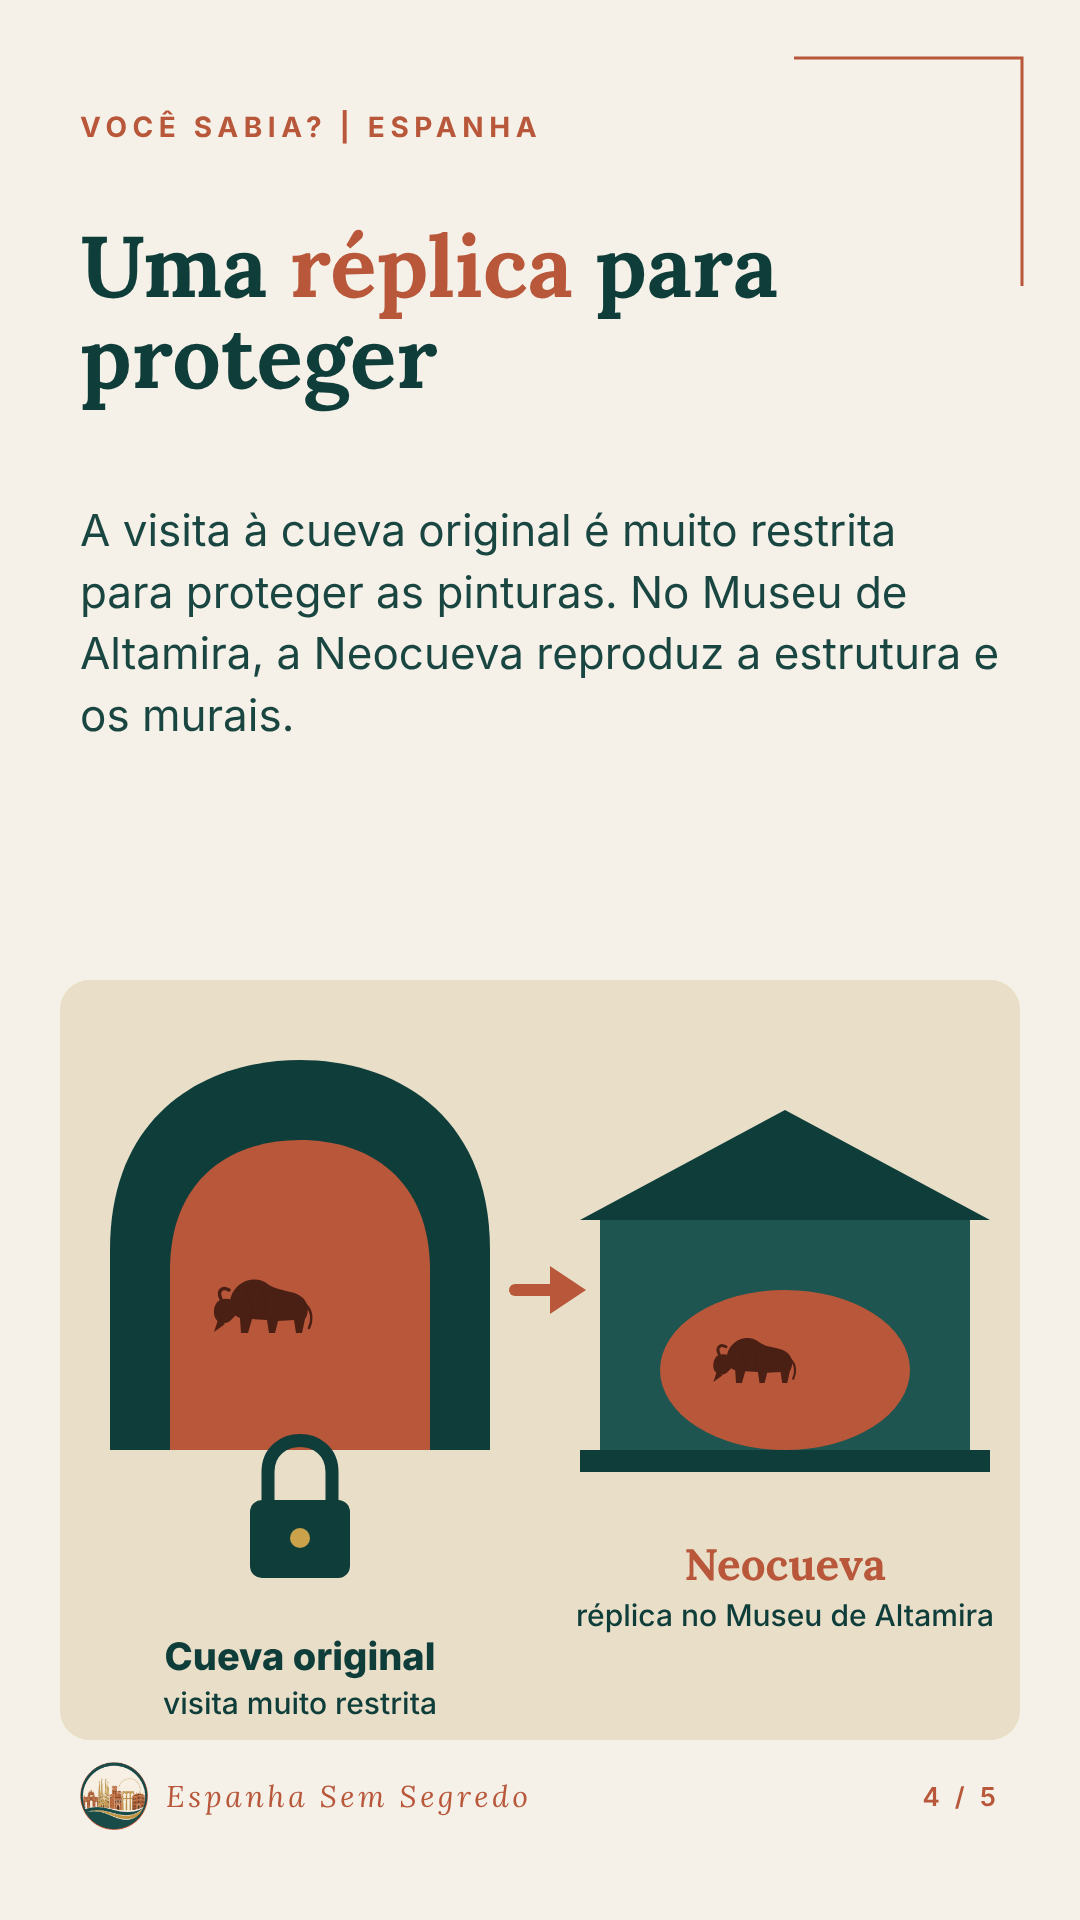 VOCÊ SABIA? | ESPANHA
Uma réplica para
proteger
A visita à cueva original é muito restrita
para proteger as pinturas. No Museu de
Altamira, a Neocueva reproduz a estrutura e
os murais.
Cueva original
visita muito restrita
Neocueva
réplica no Museu de Altamira
Espanha Sem Segredo
4 / 5